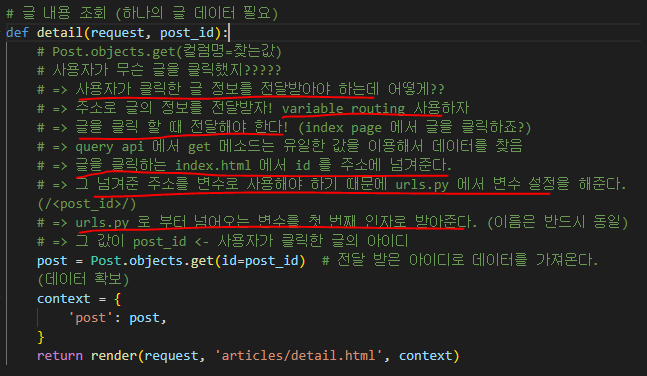 # 글 내용 조회 (하나의 글 데이터 필요)
def detail(request, post_id):
# Post.objects.get(컬럼명=찾는값)
# 사용자가 무슨 글을 클릭했지?????
# => 사용자가 클릭한 글 정보를 전달받아야 하는데 어떻게??
# => 주소로 글의 정보를 전달받자! variable routing 사용하자
# => 글을 클릭 할 때 전달해야 한다! (index page 에서 글을 클릭하죠?)
# => query api 에서 get 메소드는 유일한 값을 이용해서 데이터를 찾음
# => 글을 클릭하는 index.html 에서 id 를 주소에 넘겨준다.
# => 그 넘겨준 주소를 변수로 사용해야 하기 때문에 urls.py 에서 변수 설정을 해준다.
(/<post_id>/)
# => urls.py 로 부터 넘어오는 변수를 첫 번째 인자로 받아준다. (이름은 반드시 동일)
# => 그 값이 post_id <- 사용자가 클릭한 글의 아이디
post = Post.objects.get(id=post_id)  # 전달 받은 아이디로 데이터를 가져온다.
(데이터 확보)
context = {
'post': post,
}
return render(request, 'articles/detail.html', context)